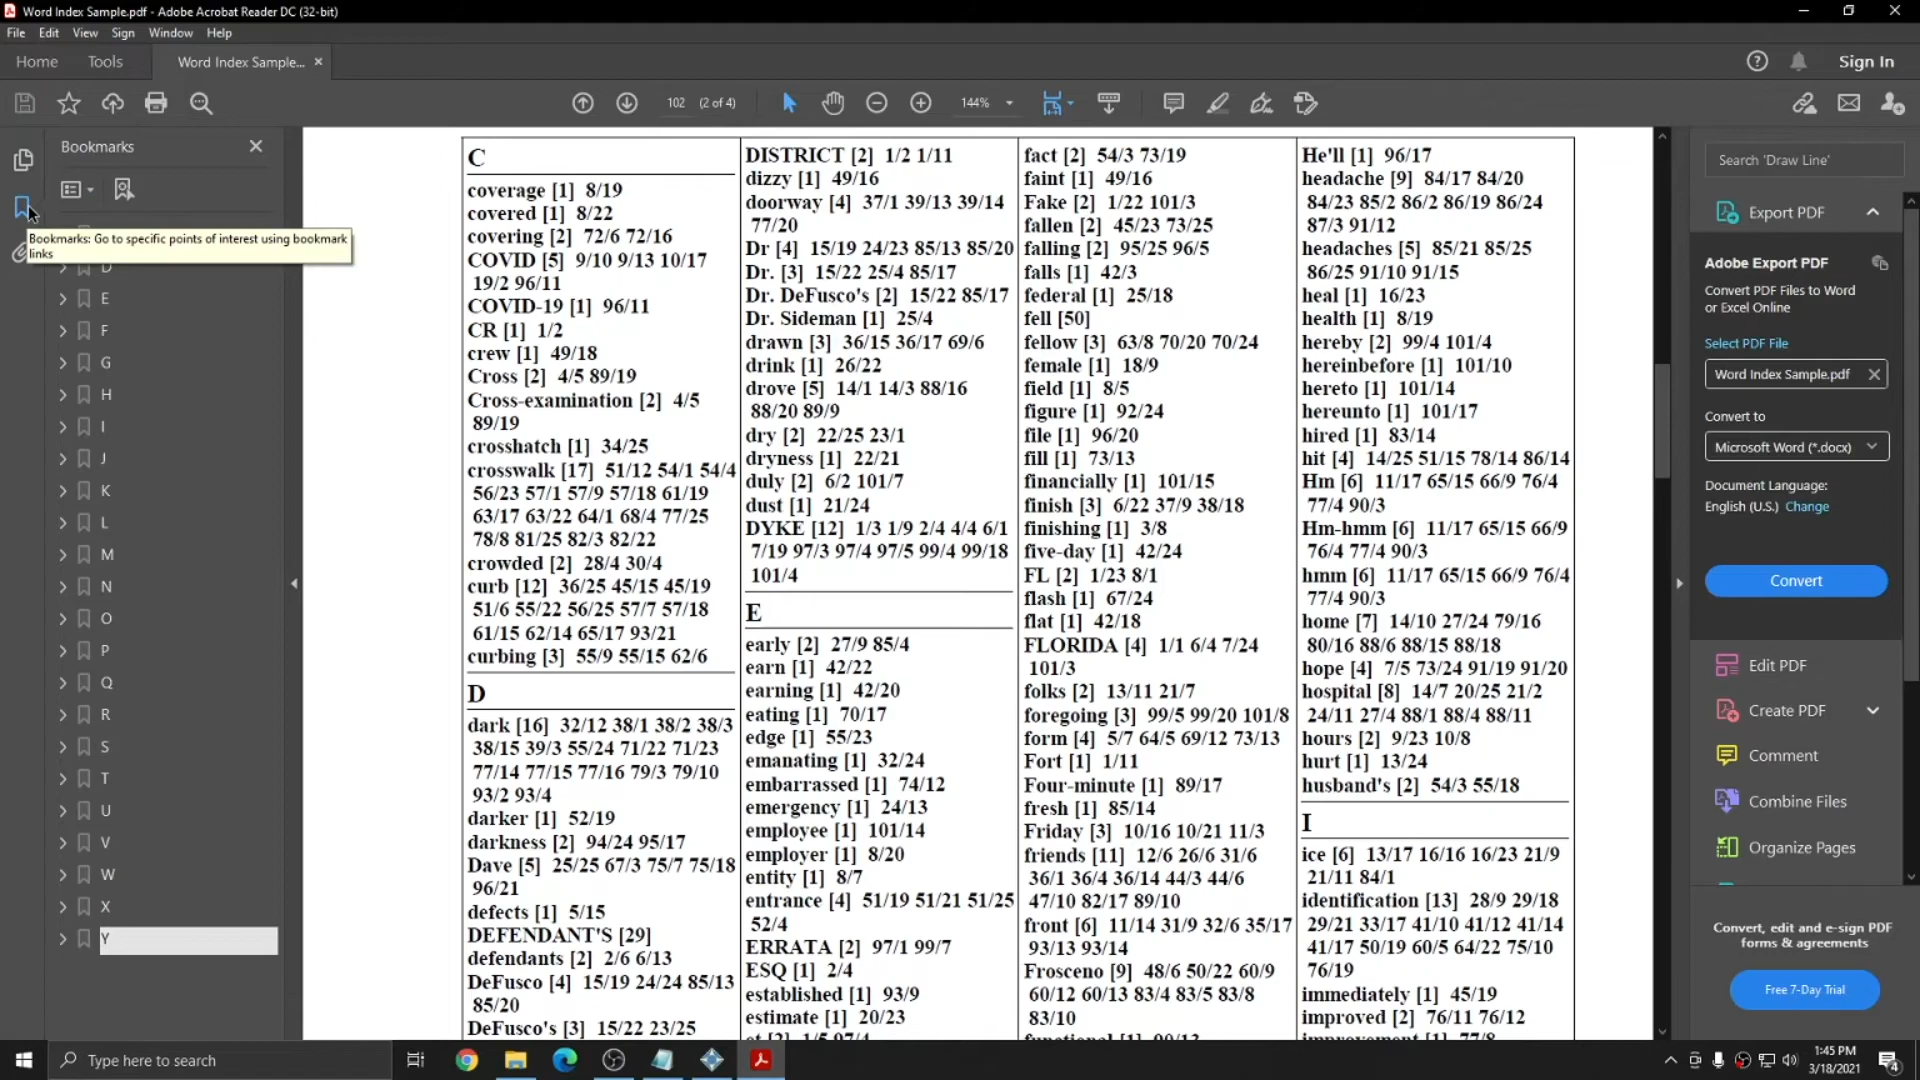 Word Index Sample.pdf - Adobe Acrobat Reader DC (32-bit)
File Edit View Sign Window Help
Home Tools Word Index Sample... × Sign In
102 (2 of 4) 144%
Bookmarks
Bookmarks: Go to specific points of interest using bookmark
links
D
E
F
G
H
I
J
K
L
M
N
O
P
Q
R
S
T
U
V
W
X
Y
C
coverage [1] 8/19
covered [1] 8/22
covering [2] 72/6 72/16
COVID [5] 9/10 9/13 10/17
19/2 96/11
COVID-19 [1] 96/11
CR [1] 1/2
crew [1] 49/18
Cross [2] 4/5 89/19
Cross-examination [2] 4/5
89/19
crosshatch [1] 34/25
crosswalk [17] 51/12 54/1 54/4
56/23 57/1 57/9 57/18 61/19
63/17 63/22 64/1 68/4 77/25
78/8 81/25 82/3 82/22
crowded [2] 28/4 30/4
curb [12] 36/25 45/15 45/19
51/6 55/22 56/25 57/7 57/18
61/15 62/14 65/17 93/21
curbing [3] 55/9 55/15 62/6
D
dark [16] 32/12 38/1 38/2 38/3
38/15 39/3 55/24 71/22 71/23
77/14 77/15 77/16 79/3 79/10
93/2 93/4
darker [1] 52/19
darkness [2] 94/24 95/17
Dave [5] 25/25 67/3 75/7 75/18
96/21
defects [1] 5/15
DEFENDANT'S [29]
defendants [2] 2/6 6/13
DeFusco [4] 15/19 24/24 85/13
85/20
DeFusco's [3] 15/22 23/25
DISTRICT [2] 1/2 1/11
dizzy [1] 49/16
doorway [4] 37/1 39/13 39/14
77/20
Dr [4] 15/19 24/23 85/13 85/20
Dr. [3] 15/22 25/4 85/17
Dr. DeFusco's [2] 15/22 85/17
Dr. Sideman [1] 25/4
drawn [3] 36/15 36/17 69/6
drink [1] 26/22
drove [5] 14/1 14/3 88/16
88/20 89/9
dry [2] 22/25 23/1
dryness [1] 22/21
duly [2] 6/2 101/7
dust [1] 21/24
DYKE [12] 1/3 1/9 2/4 4/4 6/1
7/19 97/3 97/4 97/5 99/4 99/18
101/4
E
early [2] 27/9 85/4
earn [1] 42/22
earning [1] 42/20
eating [1] 70/17
edge [1] 55/23
emanating [1] 32/24
embarrassed [1] 74/12
emergency [1] 24/13
employee [1] 101/14
employer [1] 8/20
entity [1] 8/7
entrance [4] 51/19 51/21 51/25
52/4
ERRATA [2] 97/1 99/7
ESQ [1] 2/4
established [1] 93/9
estimate [1] 20/23
et [2] 1/5 97/4
fact [2] 54/3 73/19
faint [1] 49/16
Fake [2] 1/22 101/3
fallen [2] 45/23 73/25
falling [2] 95/25 96/5
falls [1] 42/3
federal [1] 25/18
fell [50]
fellow [3] 63/8 70/20 70/24
female [1] 18/9
field [1] 8/5
figure [1] 92/24
file [1] 96/20
fill [1] 73/13
financially [1] 101/15
finish [3] 6/22 37/9 38/18
finishing [1] 3/8
five-day [1] 42/24
FL [2] 1/23 8/1
flash [1] 67/24
flat [1] 42/18
FLORIDA [4] 1/1 6/4 7/24
101/3
folks [2] 13/11 21/7
foregoing [3] 99/5 99/20 101/8
form [4] 5/7 64/5 69/12 73/13
Fort [1] 1/11
Four-minute [1] 89/17
fresh [1] 85/14
Friday [3] 10/16 10/21 11/3
friends [11] 12/6 26/6 31/6
36/1 36/4 36/14 44/3 44/6
47/10 82/17 89/10
front [6] 11/14 31/9 32/6 35/17
93/13 93/14
Frosceno [9] 48/6 50/22 60/9
60/12 60/13 83/4 83/5 83/8
83/10
functional [1] 90/13
He'll [1] 96/17
headache [9] 84/17 84/20
84/23 85/2 86/2 86/19 86/24
87/3 91/12
headaches [5] 85/21 85/25
86/25 91/10 91/15
heal [1] 16/23
health [1] 8/19
hereby [2] 99/4 101/4
hereinbefore [1] 101/10
hereto [1] 101/14
hereunto [1] 101/17
hired [1] 83/14
hit [4] 14/25 51/15 78/14 86/14
Hm [6] 11/17 65/15 66/9 76/4
77/4 90/3
Hm-hmm [6] 11/17 65/15 66/9
76/4 77/4 90/3
hmm [6] 11/17 65/15 66/9 76/4
77/4 90/3
home [7] 14/10 27/24 79/16
80/16 88/6 88/15 88/18
hope [4] 7/5 73/24 91/19 91/20
hospital [8] 14/7 20/25 21/2
24/11 27/4 88/1 88/4 88/11
hours [2] 9/23 10/8
hurt [1] 13/24
husband's [2] 54/3 55/18
I
ice [6] 13/17 16/16 16/23 21/9
21/11 84/1
identification [13] 28/9 29/18
29/21 33/17 41/10 41/12 41/14
41/17 50/19 60/5 64/22 75/10
76/19
immediately [1] 45/19
improved [2] 76/11 76/12
improvement [1] 77/8
Search 'Draw Line'
Export PDF
Adobe Export PDF
Convert PDF Files to Word
or Excel Online
Select PDF File
Word Index Sample.pdf
Convert to
Microsoft Word (*.docx)
Document Language:
English (U.S.) Change
Convert
Edit PDF
Create PDF
Comment
Combine Files
Organize Pages
Convert, edit and e-sign PDF
forms & agreements
Free 7-Day Trial
Type here to search
1:45 PM
3/18/2021
4